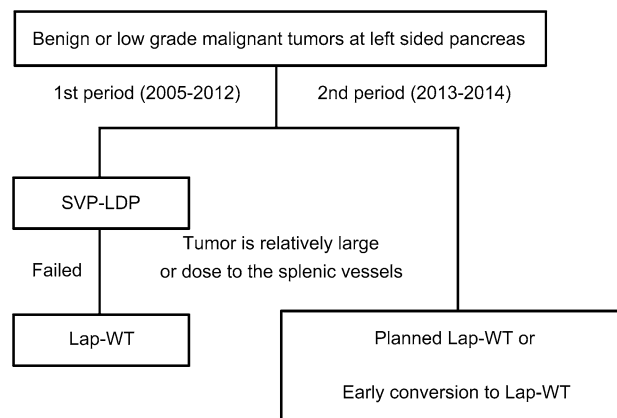 Benign or low grade malignant tumors at left sided pancreas
1st period (2005-2012)
2nd period (2013-2014)
SVP-LDP
Tumor is relatively large
or dose to the splenic vessels
Failed
Lap-WT
Planned Lap-WT or
Early conversion to Lap-WT